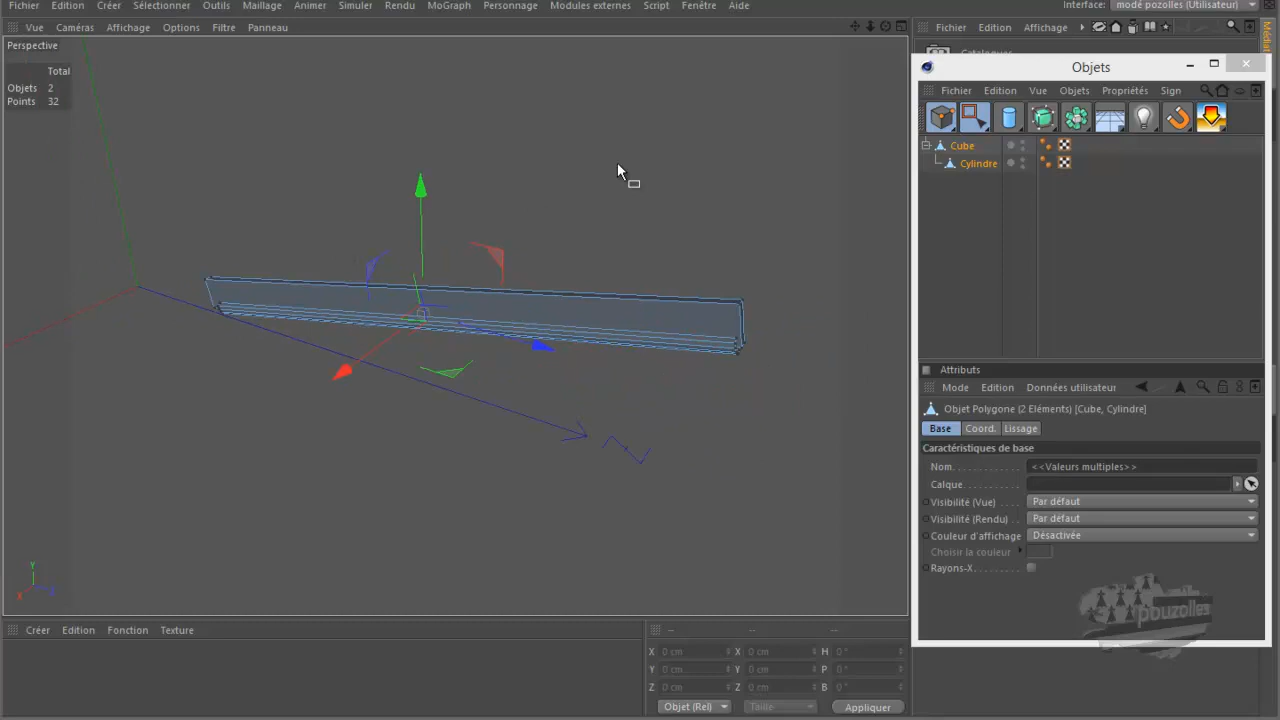 Fichier Edition Créer Sélectionner Outils Maillage Animer Simuler Rendu MoGraph Personnage Modules externes Script Fenêtre Aide
Interface: modé pozolles (Utilisateur)
Vue Caméras Affichage Options Filtre Panneau
Fichier Edition Affichage
Perspective
Total
Objets 2
Points 32
Objets
Fichier Edition Vue Objets Propriétés Sign
Cube
Cylindre
Attributs
Mode Edition Données utilisateur
Objet Polygone (2 Eléments) [Cube, Cylindre]
Base Coord. Lissage
Caractéristiques de base
Nom. <<Valeurs multiples>>
Calque.
Visibilité (Vue) Par défaut
Visibilité (Rendu) Par défaut
Couleur d'affichage Désactivée
Choisir la couleur
Rayons-X
pouzolles
Z
Y
X
Créer Edition Fonction Texture
-- -- --
X 0 cm X 0 cm H 0 °
Y 0 cm Y 0 cm P 0 °
Z 0 cm Z 0 cm B 0 °
Objet (Rel) Taille Appliquer